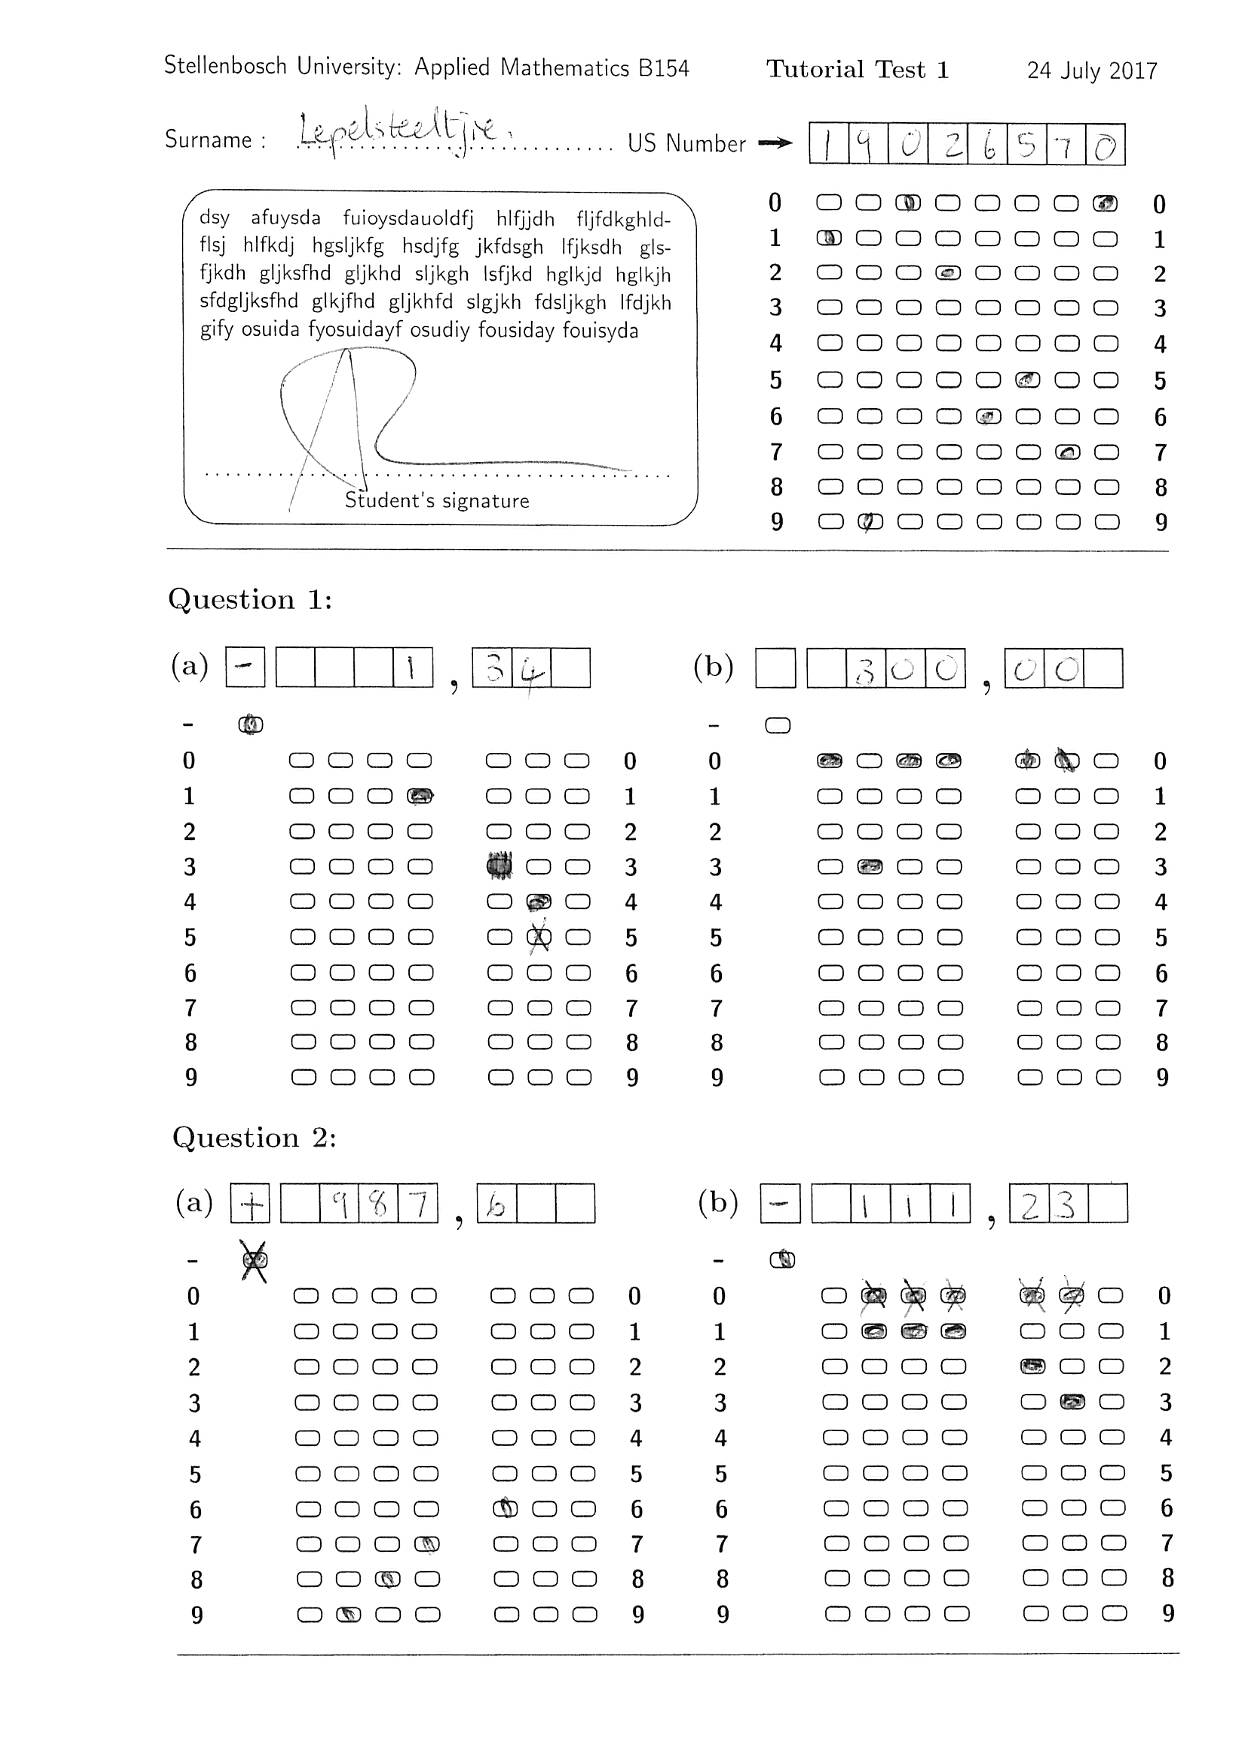 Stellenbosch University: Applied Mathematics B154 Tutorial Test 1 24 July 2017
Surname : Lepelsteeltjie. US Number 1 9 0 2 6 5 7 0
dsy afuysda fuioysdauoldfj hlfjjdh fljfdkghld-
flsj hlfkdj hgsljkfg hsdjfg jkfdsgh lfjksdh gls-
fjkdh gljksfhd gljkhd sljkgh lsfjkd hglkjd hglkjh
sfdgljksfhd glkjfhd gljkhfd slgjkh fdsljkgh lfdjkh
gify osuida fyosuidayf osudiy fousiday fouisyda
Student's signature
0 0
1 1
2 2
3 3
4 4
5 5
6 6
7 7
8 8
9 9
Question 1:
(a) - 1 , 3 4 (b) 3 0 0 , 0 0
- -
0 0 0 0
1 1 1 1
2 2 2 2
3 3 3 3
4 4 4 4
5 5 5 5
6 6 6 6
7 7 7 7
8 8 8 8
9 9 9 9
Question 2:
(a) + 9 8 7 , 6 (b) - 1 1 1 , 2 3
- -
0 0 0 0
1 1 1 1
2 2 2 2
3 3 3 3
4 4 4 4
5 5 5 5
6 6 6 6
7 7 7 7
8 8 8 8
9 9 9 9